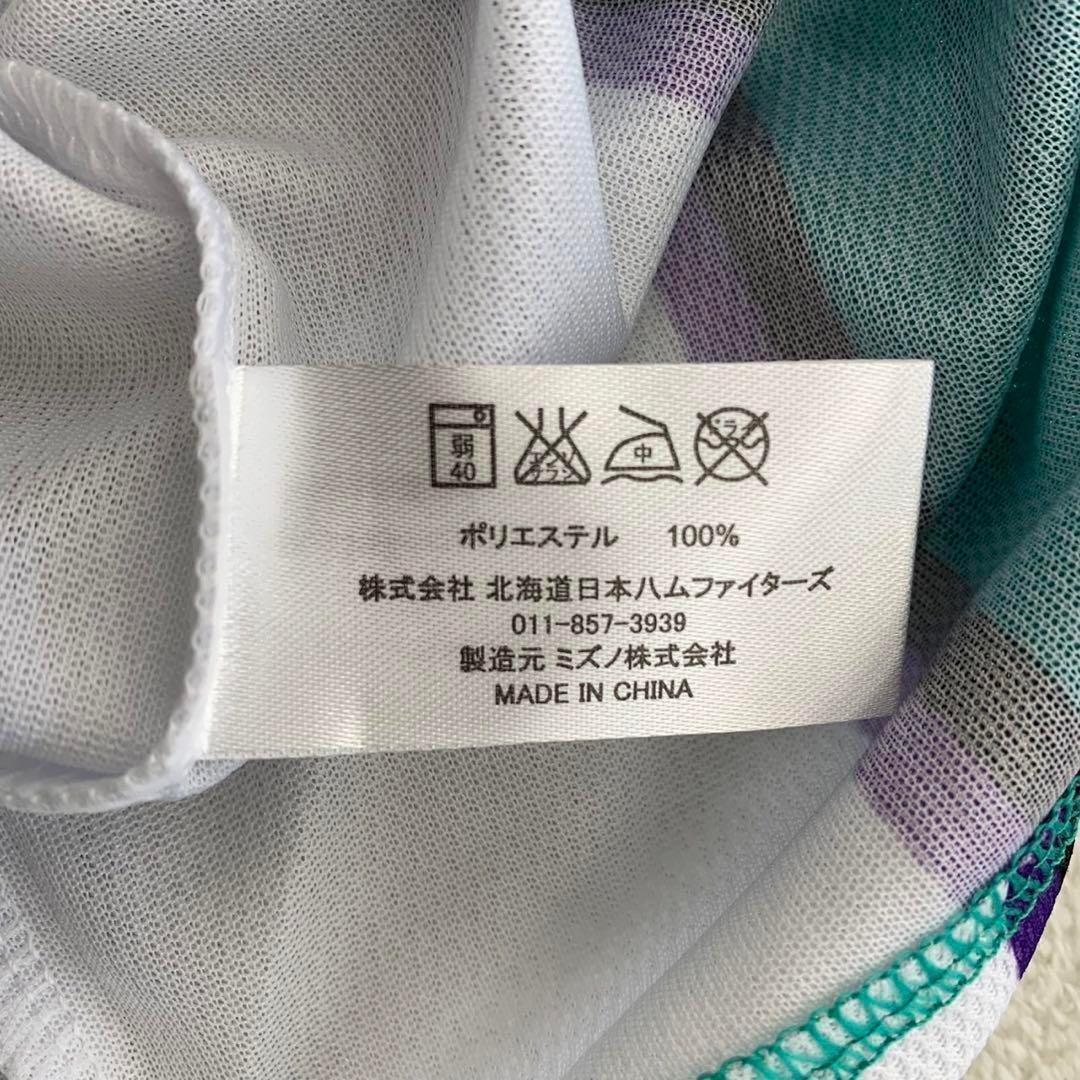 弱 40
エンソ サラシ
中
ドライ
ポリエステル 100%
株式会社 北海道日本ハムファイターズ
011-857-3939
製造元 ミズノ株式会社
MADE IN CHINA